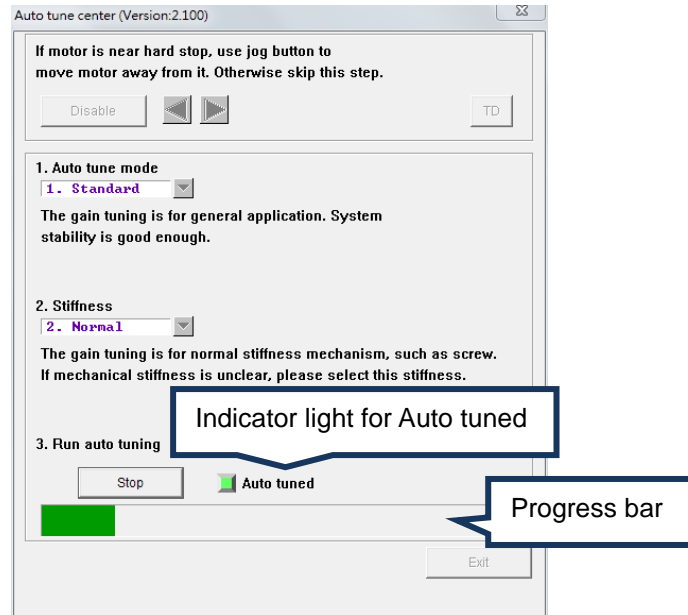 Auto tune center (Version:2.100)
If motor is near hard stop, use jog button to
move motor away from it. Otherwise skip this step.
Disable
TD
1. Auto tune mode
1. Standard
The gain tuning is for general application. System
stability is good enough.
2. Stiffness
2. Normal
The gain tuning is for normal stiffness mechanism, such as screw.
If mechanical stiffness is unclear, please select this stiffness.
Indicator light for Auto tuned
3. Run auto tuning
Stop
Auto tuned
Progress bar
Exit